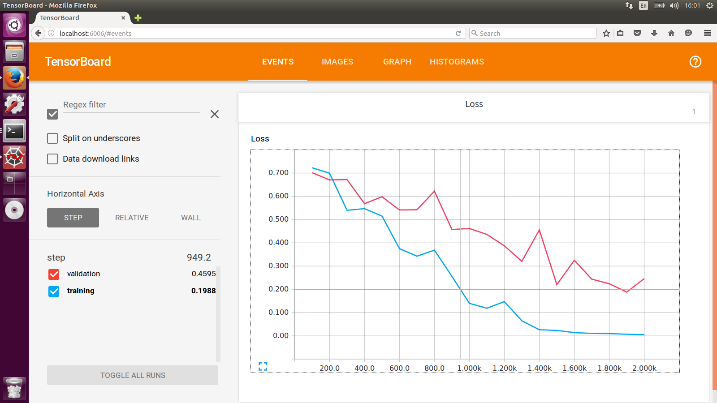 TensorBoard - Mozilla Firefox
En
16:01
TensorBoard
localhost:6006/#events
Search
TensorBoard
EVENTS
IMAGES
GRAPH
HISTOGRAMS
Regex filter
Split on underscores
Data download links
Horizontal Axis
STEP
RELATIVE
WALL
step 949.2
validation 0.4595
training 0.1988
TOGGLE ALL RUNS
Loss
1
Loss
0.700
0.600
0.500
0.400
0.300
0.200
0.100
0.00
200.0 400.0 600.0 800.0 1.000k 1.200k 1.400k 1.600k 1.800k 2.000k